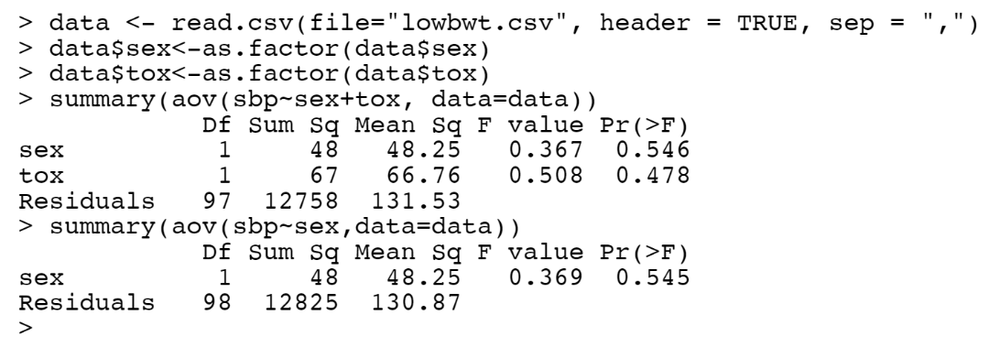 > data <- read.csv(file="lowbwt.csv", header = TRUE, sep = ",")
> data$sex<-as.factor(data$sex)
> data$tox<-as.factor(data$tox)
> summary(aov(sbp~sex+tox, data=data))
            Df Sum Sq Mean Sq F value Pr(>F)
sex          1     48   48.25   0.367  0.546
tox          1     67   66.76   0.508  0.478
Residuals   97  12758  131.53
> summary(aov(sbp~sex,data=data))
            Df Sum Sq Mean Sq F value Pr(>F)
sex          1     48   48.25   0.369  0.545
Residuals   98  12825  130.87
>